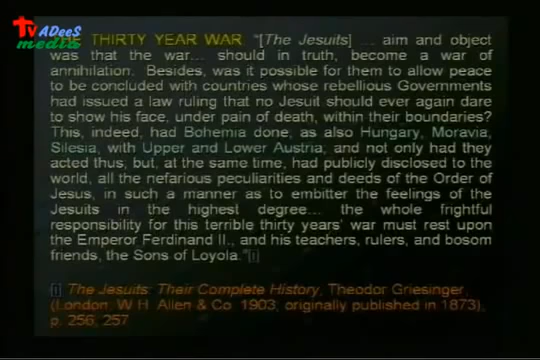 TV ADeeS
media
THE THIRTY YEAR WAR. "[The Jesuits] ... aim and object
was that the war... should in truth, become a war of
annihilation. Besides, was it possible for them to allow peace
to be concluded with countries whose rebellious Governments
had issued a law ruling that no Jesuit should ever again dare
to show his face, under pain of death, within their boundaries?
This, indeed, had Bohemia done, as also Hungary, Moravia,
Silesia, with Upper and Lower Austria; and not only had they
acted thus, but, at the same time, had publicly disclosed to the
world, all the nefarious peculiarities and deeds of the Order of
Jesus, in such a manner as to embitter the feelings of the
Jesuits in the highest degree... the whole frightful
responsibility for this terrible thirty years' war must rest upon
the Emperor Ferdinand II., and his teachers, rulers, and bosom
friends, the Sons of Loyola."[i]
[i] The Jesuits: Their Complete History, Theodor Griesinger,
(London; W.H. Allen & Co. 1903; originally published in 1873),
p. 256, 257